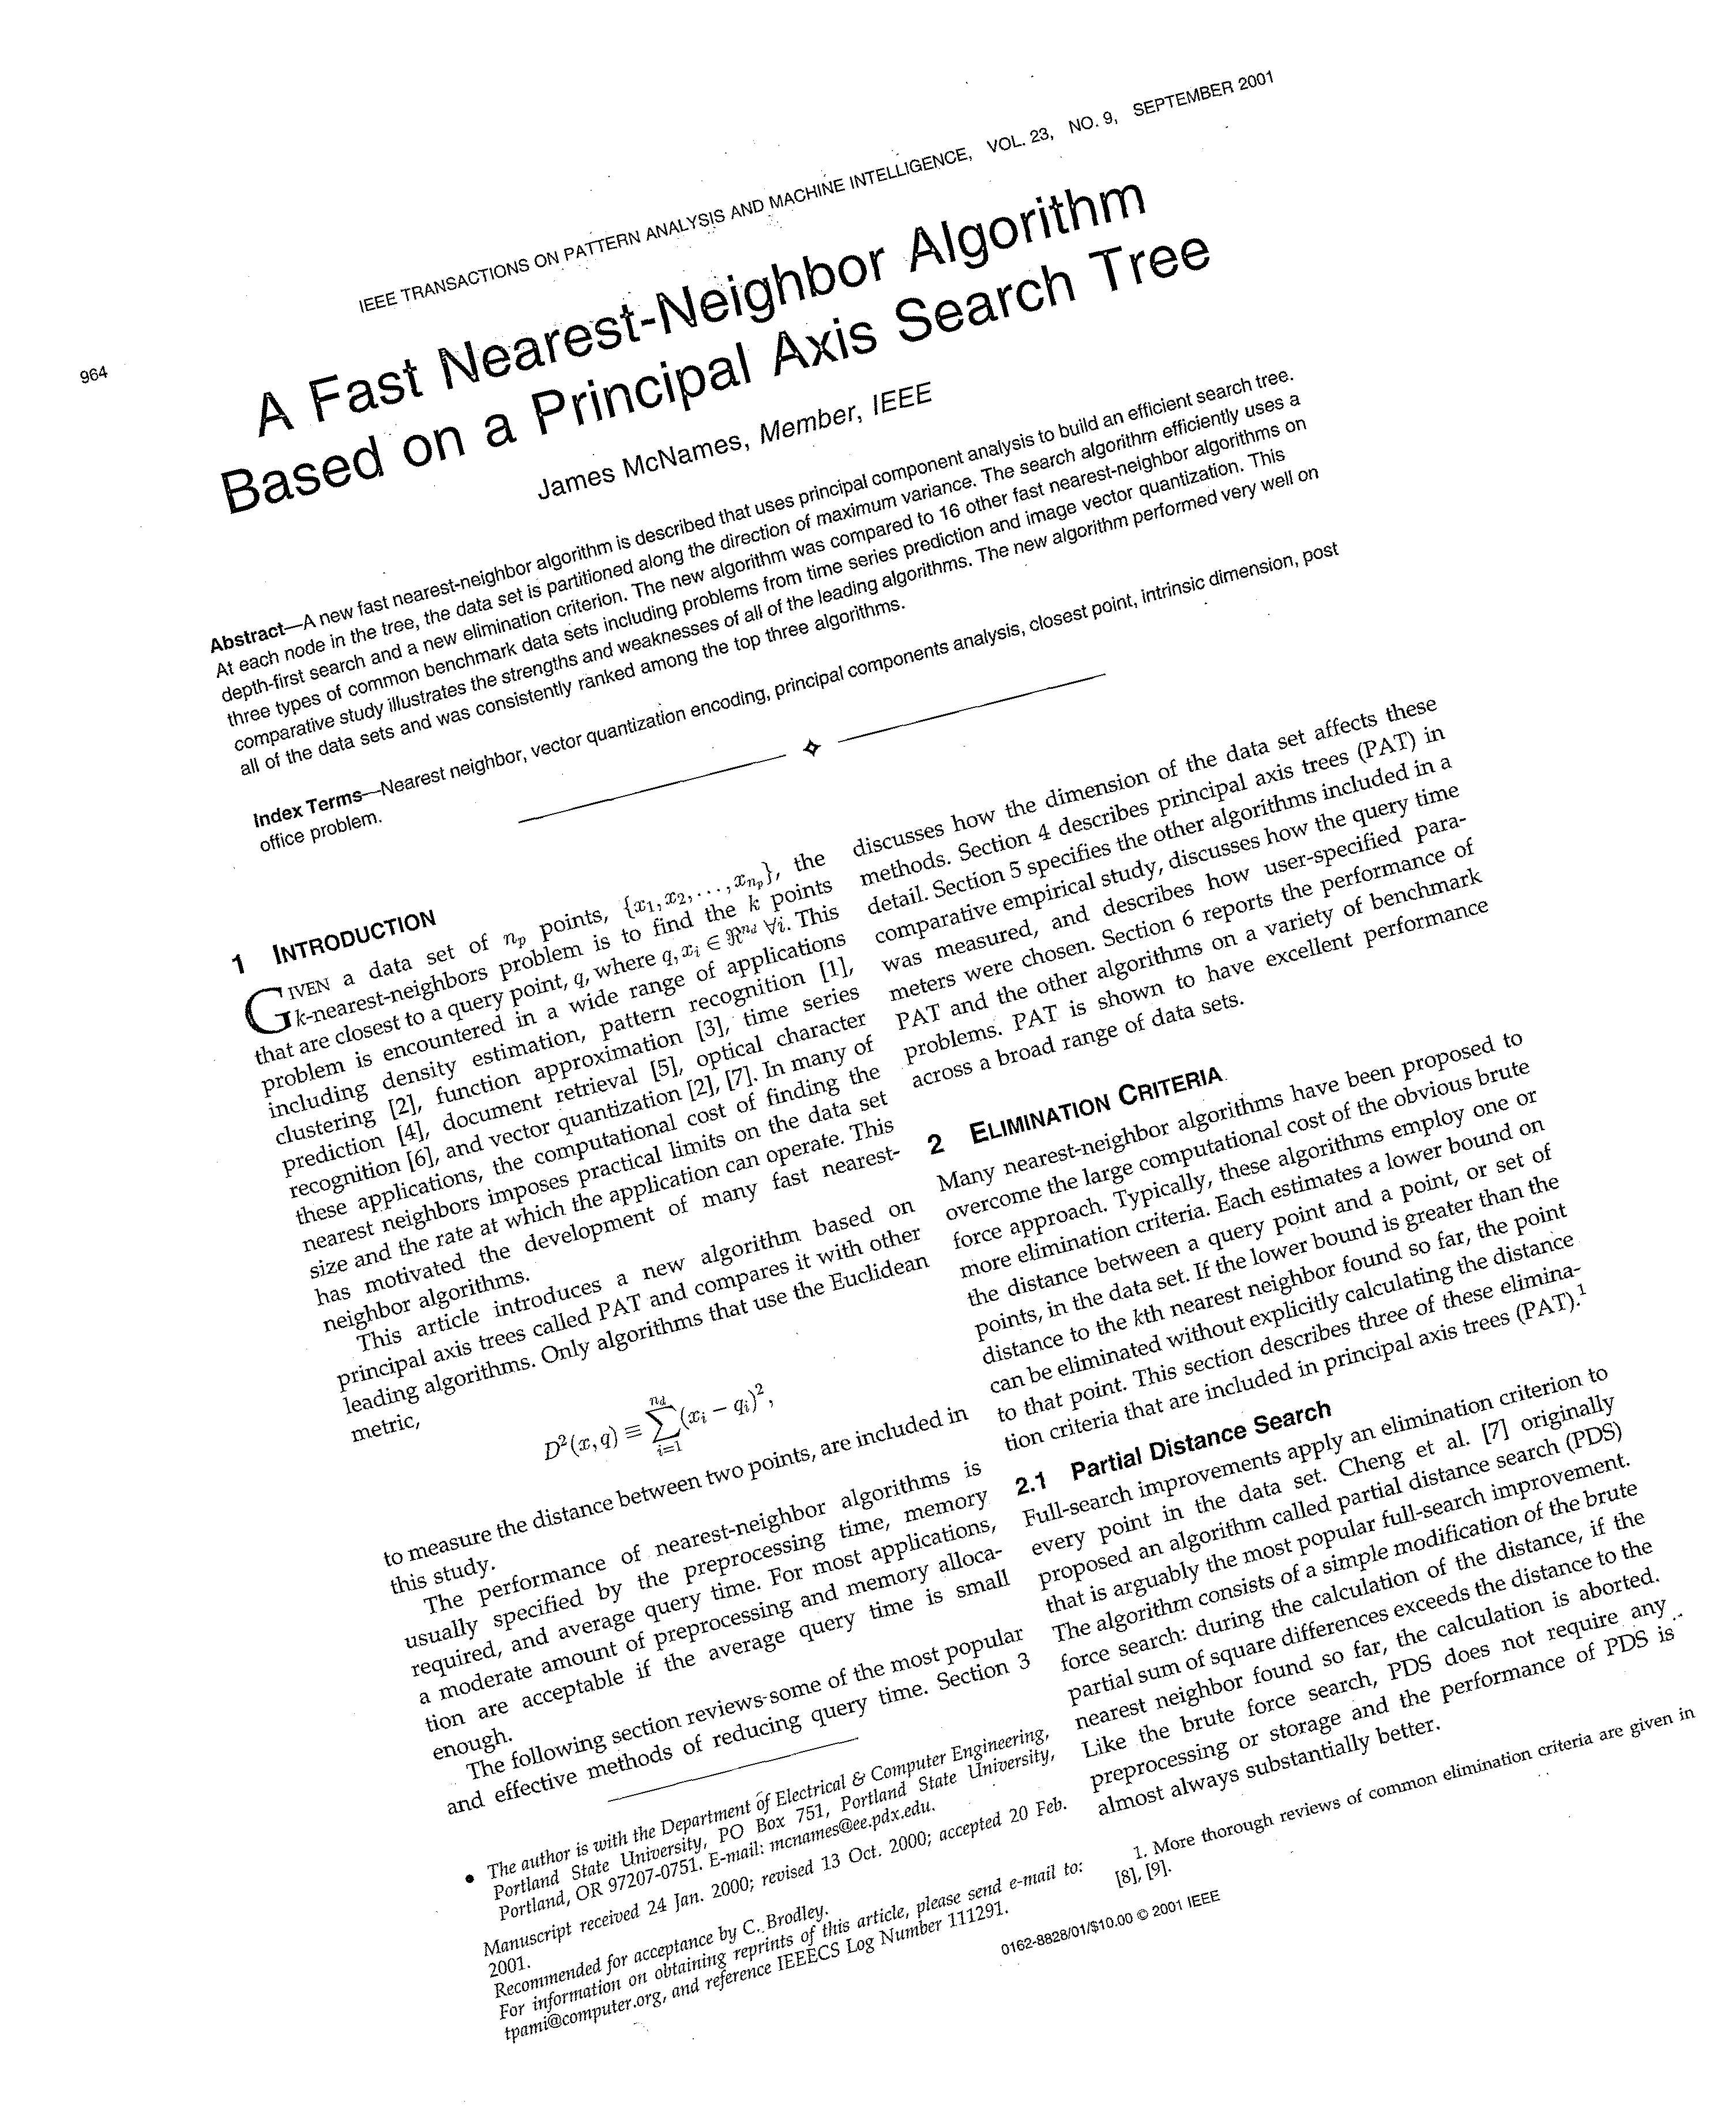 964
IEEE TRANSACTIONS ON PATTERN ANALYSIS AND MACHINE INTELLIGENCE, VOL. 23, NO. 9, SEPTEMBER 2001
A Fast Nearest-Neighbor Algorithm
Based on a Principal Axis Search Tree
James McNames, Member, IEEE
Abstract—A new fast nearest-neighbor algorithm is described that uses principal component analysis to build an efficient search tree.
At each node in the tree, the data set is partitioned along the direction of maximum variance. The search algorithm efficiently uses a
depth-first search and a new elimination criterion. The new algorithm was compared to 16 other fast nearest-neighbor algorithms on
three types of common benchmark data sets including problems from time series prediction and image vector quantization. This
comparative study illustrates the strengths and weaknesses of all of the leading algorithms. The new algorithm performed very well on
all of the data sets and was consistently ranked among the top three algorithms.
Index Terms—Nearest neighbor, vector quantization encoding, principal components analysis, closest point, intrinsic dimension, post
office problem.
1 INTRODUCTION
GIVEN a data set of n_p points, {x_1, x_2, . . . , x_{n_p}}, the
k-nearest-neighbors problem is to find the k points
that are closest to a query point, q, where q, x_i ∈ ℜ^{n_d} ∀i. This
problem is encountered in a wide range of applications
including density estimation, pattern recognition [1],
clustering [2], function approximation [3], time series
prediction [4], document retrieval [5], optical character
recognition [6], and vector quantization [2], [7]. In many of
these applications, the computational cost of finding the
nearest neighbors imposes practical limits on the data set
size and the rate at which the application can operate. This
has motivated the development of many fast nearest-
neighbor algorithms.
This article introduces a new algorithm based on
principal axis trees called PAT and compares it with other
leading algorithms. Only algorithms that use the Euclidean
metric,
D²(x, q) ≡ ∑_{i=1}^{n_d} (x_i − q_i)²,
to measure the distance between two points, are included in
this study.
The performance of nearest-neighbor algorithms is
usually specified by the preprocessing time, memory
required, and average query time. For most applications,
a moderate amount of preprocessing and memory alloca-
tion are acceptable if the average query time is small
enough.
The following section reviews some of the most popular
and effective methods of reducing query time. Section 3
• The author is with the Department of Electrical & Computer Engineering,
Portland State University, PO Box 751, Portland State University,
Portland, OR 97207-0751. E-mail: mcnames@ee.pdx.edu.
Manuscript received 24 Jan. 2000; revised 13 Oct. 2000; accepted 20 Feb.
2001.
Recommended for acceptance by C. Brodley.
For information on obtaining reprints of this article, please send e-mail to:
tpami@computer.org, and reference IEEECS Log Number 111291.
discusses how the dimension of the data set affects these
methods. Section 4 describes principal axis trees (PAT) in
detail. Section 5 specifies the other algorithms included in a
comparative empirical study, discusses how the query time
was measured, and describes how user-specified para-
meters were chosen. Section 6 reports the performance of
PAT and the other algorithms on a variety of benchmark
problems. PAT is shown to have excellent performance
across a broad range of data sets.
2 ELIMINATION CRITERIA
Many nearest-neighbor algorithms have been proposed to
overcome the large computational cost of the obvious brute
force approach. Typically, these algorithms employ one or
more elimination criteria. Each estimates a lower bound on
the distance between a query point and a point, or set of
points, in the data set. If the lower bound is greater than the
distance to the kth nearest neighbor found so far, the point
can be eliminated without explicitly calculating the distance
to that point. This section describes three of these elimina-
tion criteria that are included in principal axis trees (PAT).¹
2.1 Partial Distance Search
Full-search improvements apply an elimination criterion to
every point in the data set. Cheng et al. [7] originally
proposed an algorithm called partial distance search (PDS)
that is arguably the most popular full-search improvement.
The algorithm consists of a simple modification of the brute
force search: during the calculation of the distance, if the
partial sum of square differences exceeds the distance to the
nearest neighbor found so far, the calculation is aborted.
Like the brute force search, PDS does not require any
preprocessing or storage and the performance of PDS is
almost always substantially better.
1. More thorough reviews of common elimination criteria are given in
[8], [9].
0162-8828/01/$10.00 © 2001 IEEE